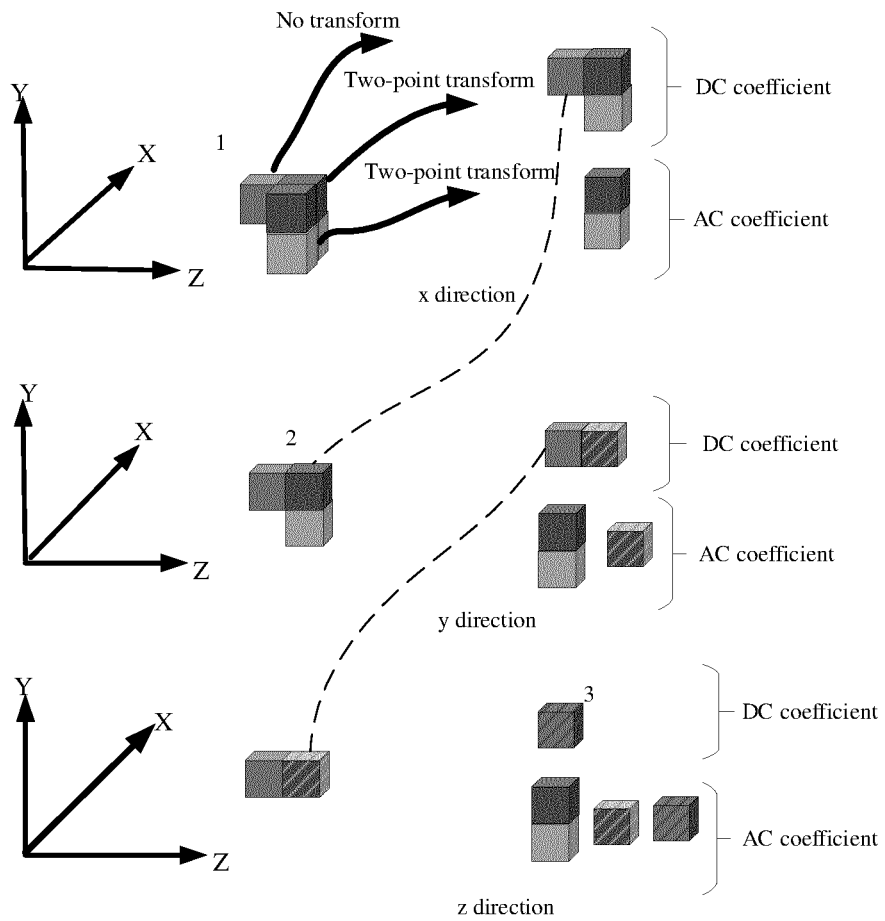 No transform
Two-point transform
DC coefficient
Y
1
X
Two-point transform
AC coefficient
Z
x direction
Y
X
2
DC coefficient
AC coefficient
Z
y direction
Y
X
3
DC coefficient
AC coefficient
Z
z direction